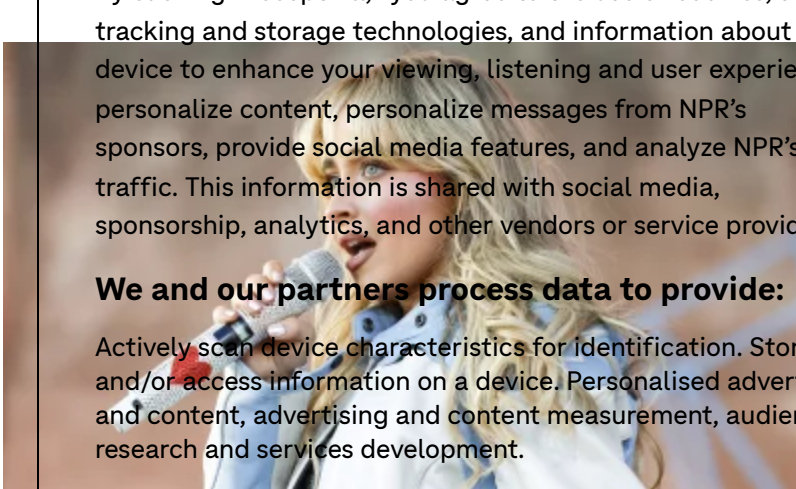 tracking and storage technologies, and information about
device to enhance your viewing, listening and user
personalize content, personalize messages from NPR’s
sponsors, provide social media features, and analyze NPR’s
traffic. This information is shared with social media,
sponsorship, analytics, and other vendors or service
We and our partners process data to provide:
Actively scan device characteristics for identification.
and/or access information on a device. Personalised
and content, advertising and content measurement,
research and services development.